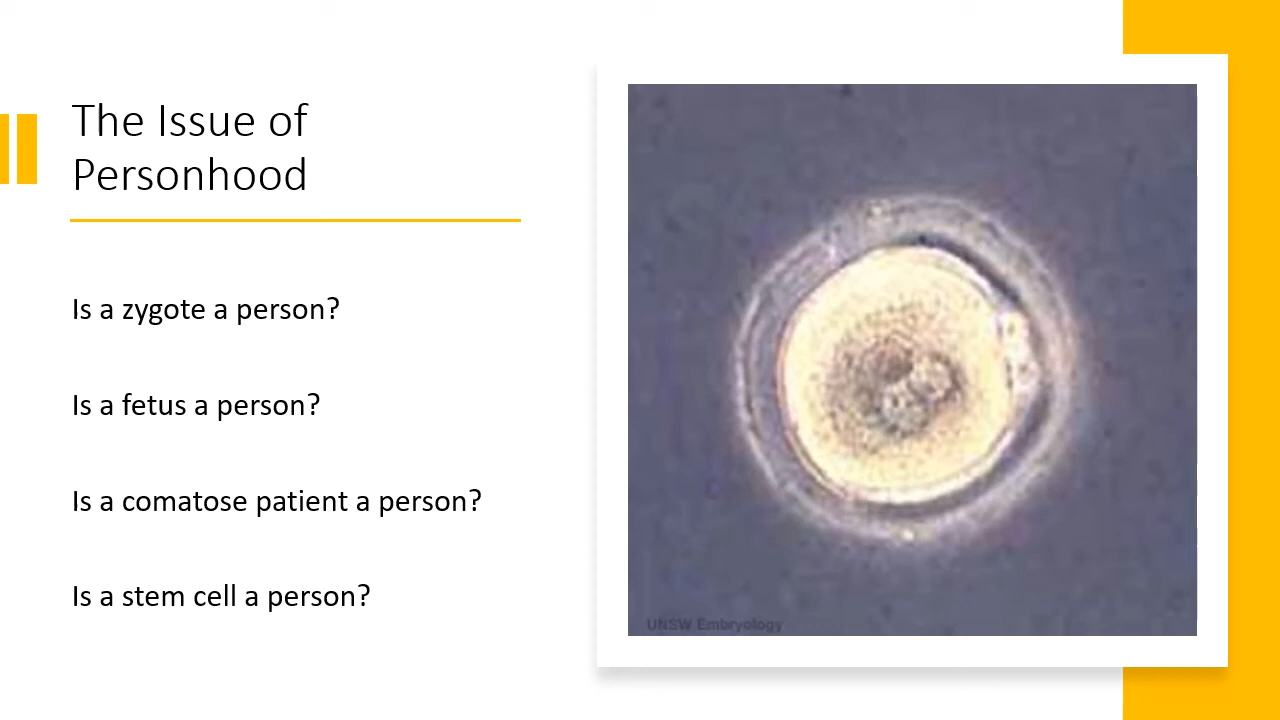 The Issue of
Personhood
Is a zygote a person?
Is a fetus a person?
Is a comatose patient a person?
Is a stem cell a person?
UNSW Embryology